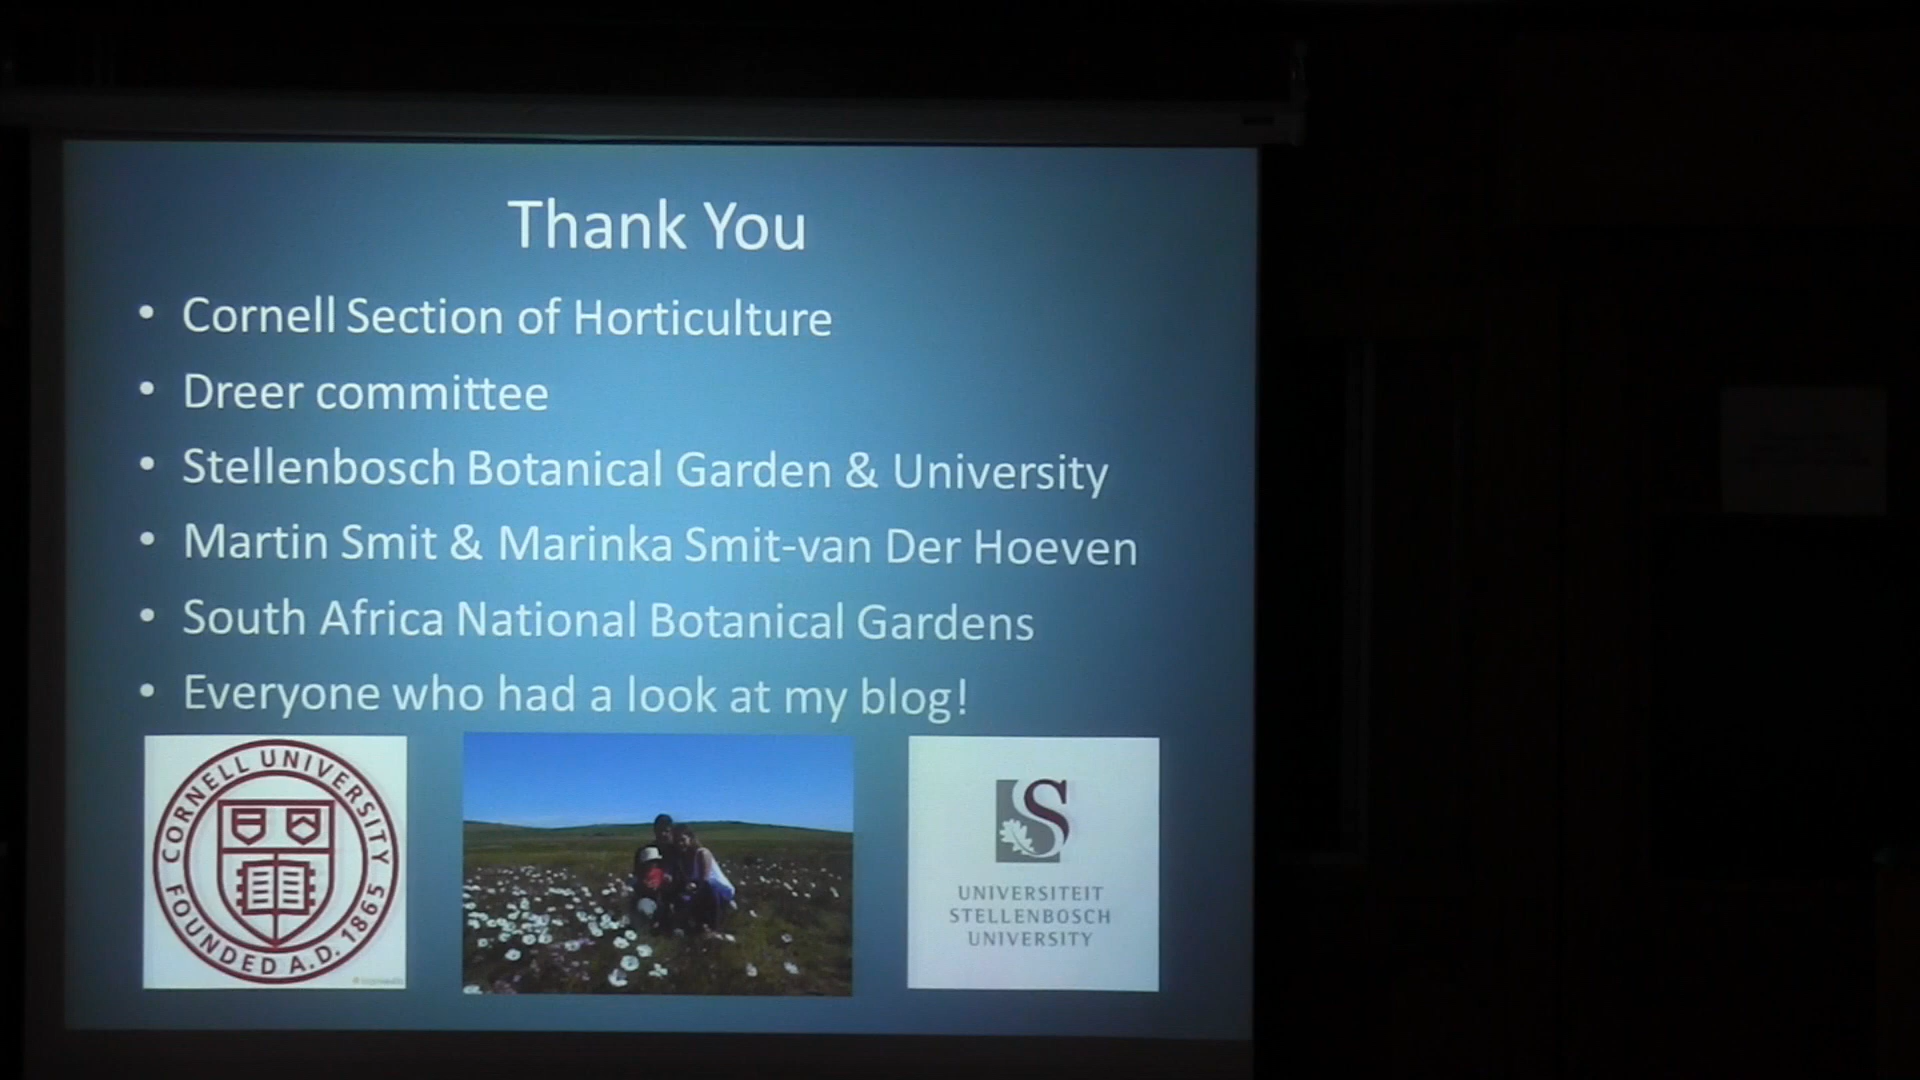 Thank You
• Cornell Section of Horticulture
• Dreer committee
• Stellenbosch Botanical Garden & University
• Martin Smit & Marinka Smit-van Der Hoeven
• South Africa National Botanical Gardens
• Everyone who had a look at my blog!
CORNELL UNIVERSITY
FOUNDED A.D. 1865
S
UNIVERSITEIT
STELLENBOSCH
UNIVERSITY